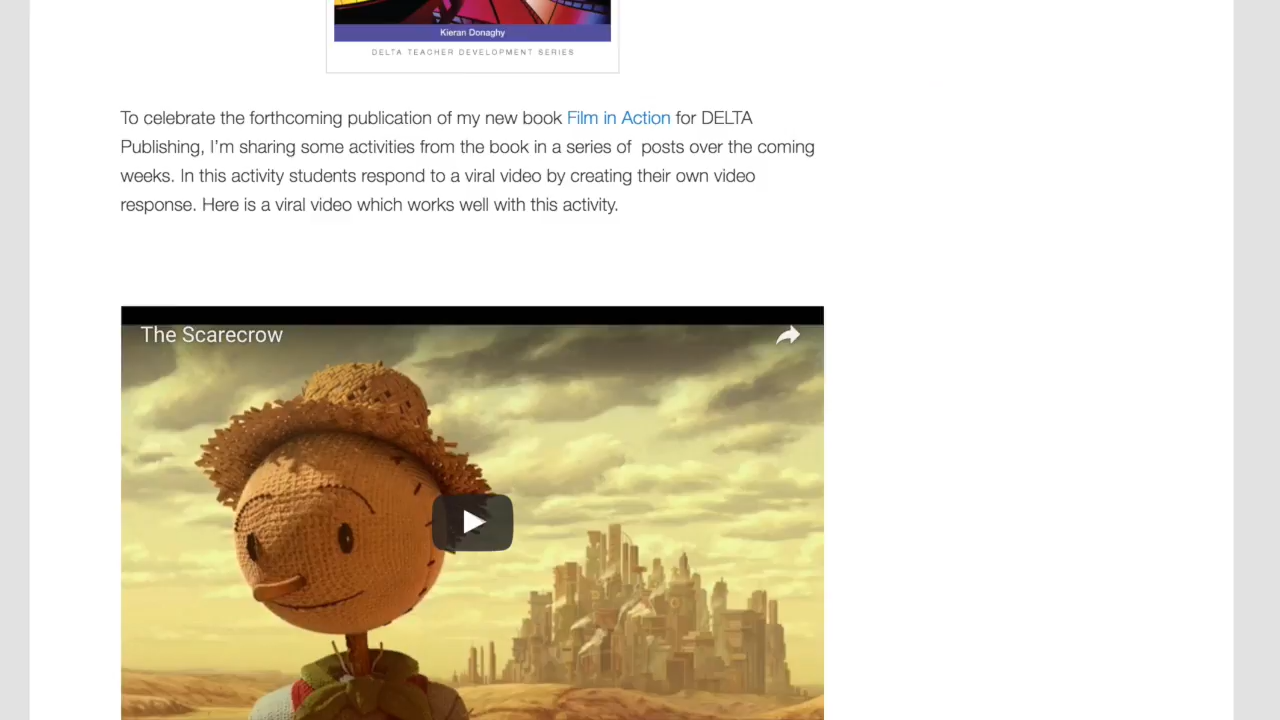 Kieran Donaghy
DELTA TEACHER DEVELOPMENT SERIES
To celebrate the forthcoming publication of my new book Film in Action for DELTA
Publishing, I'm sharing some activities from the book in a series of  posts over the coming
weeks. In this activity students respond to a viral video by creating their own video
response. Here is a viral video which works well with this activity.
The Scarecrow